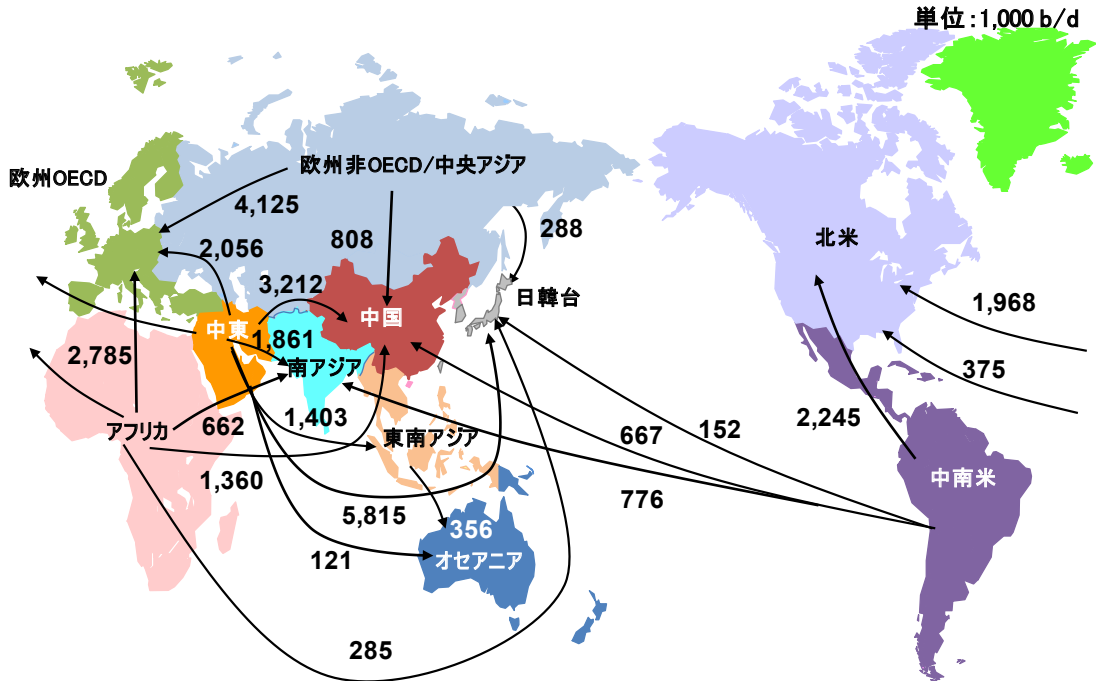 単位:1,000 b/d
欧州OECD
欧州非OECD/中央アジア
4,125
288
2,056
808
北米
3,212
日韓台
1,968
中東
中国
1,861
2,785
南アジア
375
アフリカ
662
1,403
東南アジア
2,245
152
667
1,360
中南米
776
5,815
356
121
オセアニア
285